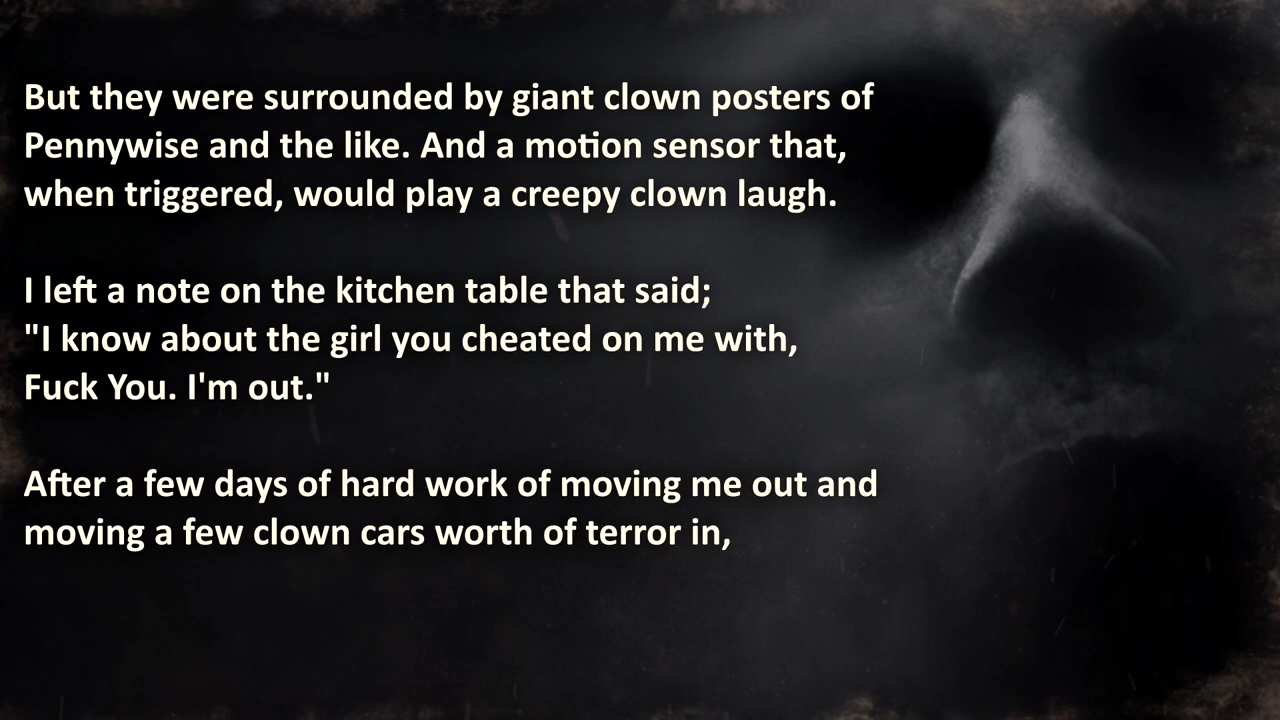 But they were surrounded by giant clown posters of
Pennywise and the like. And a motion sensor that,
when triggered, would play a creepy clown laugh.
I left a note on the kitchen table that said;
"I know about the girl you cheated on me with,
Fuck You. I'm out."
After a few days of hard work of moving me out and
moving a few clown cars worth of terror in,